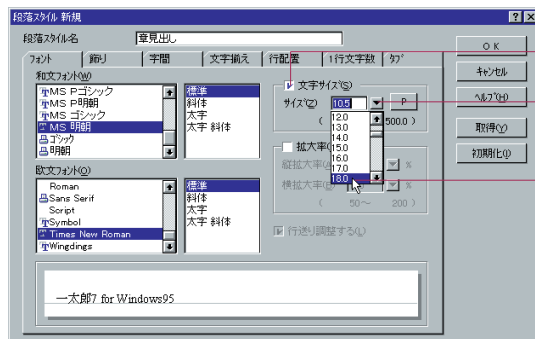 段落スタイル 新規
段落スタイル名
章見出し
フォント 飾り 字間 文字揃え 行配置 1行文字数 タブ
和文フォント(W)
MS Pゴシック
MS P明朝
MS ゴシック
MS 明朝
ゴシック
明朝
標準
斜体
太字
太字 斜体
欧文フォント(O)
Roman
Sans Serif
Script
Symbol
Times New Roman
Wingdings
標準
斜体
太字
太字 斜体
文字サイズ(S)
サイズ(Z) 10.5 P
( 500.0 )
12.0
13.0
14.0
15.0
16.0
17.0
18.0
拡大率
縦拡大率 %
横拡大率 %
( 50～ 200 )
行送り調整する(L)
一太郎7 for Windows95
OK
キャンセル
ヘルプ(H)
取得(Y)
初期化(I)